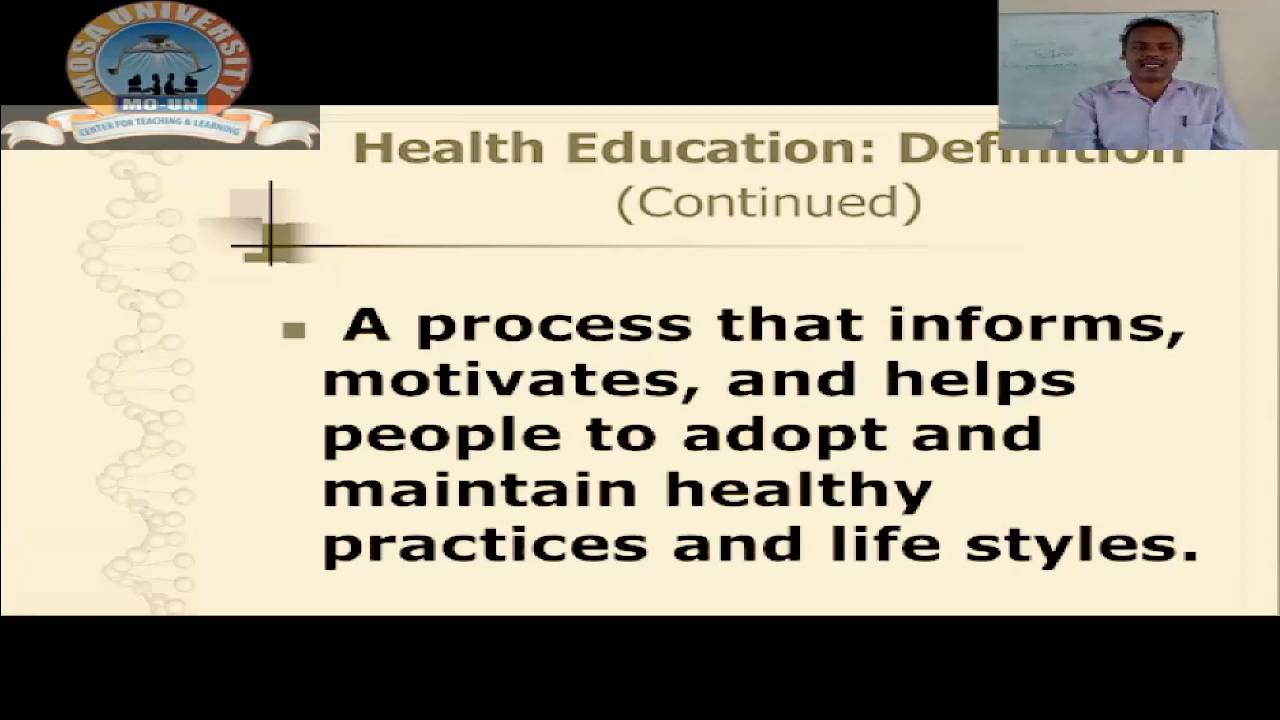 MOSA UNIVERSITY
MO-UN
CENTER FOR TEACHING & LEARNING
Health Education: Definition
(Continued)
A process that informs,
motivates, and helps
people to adopt and
maintain healthy
practices and life styles.